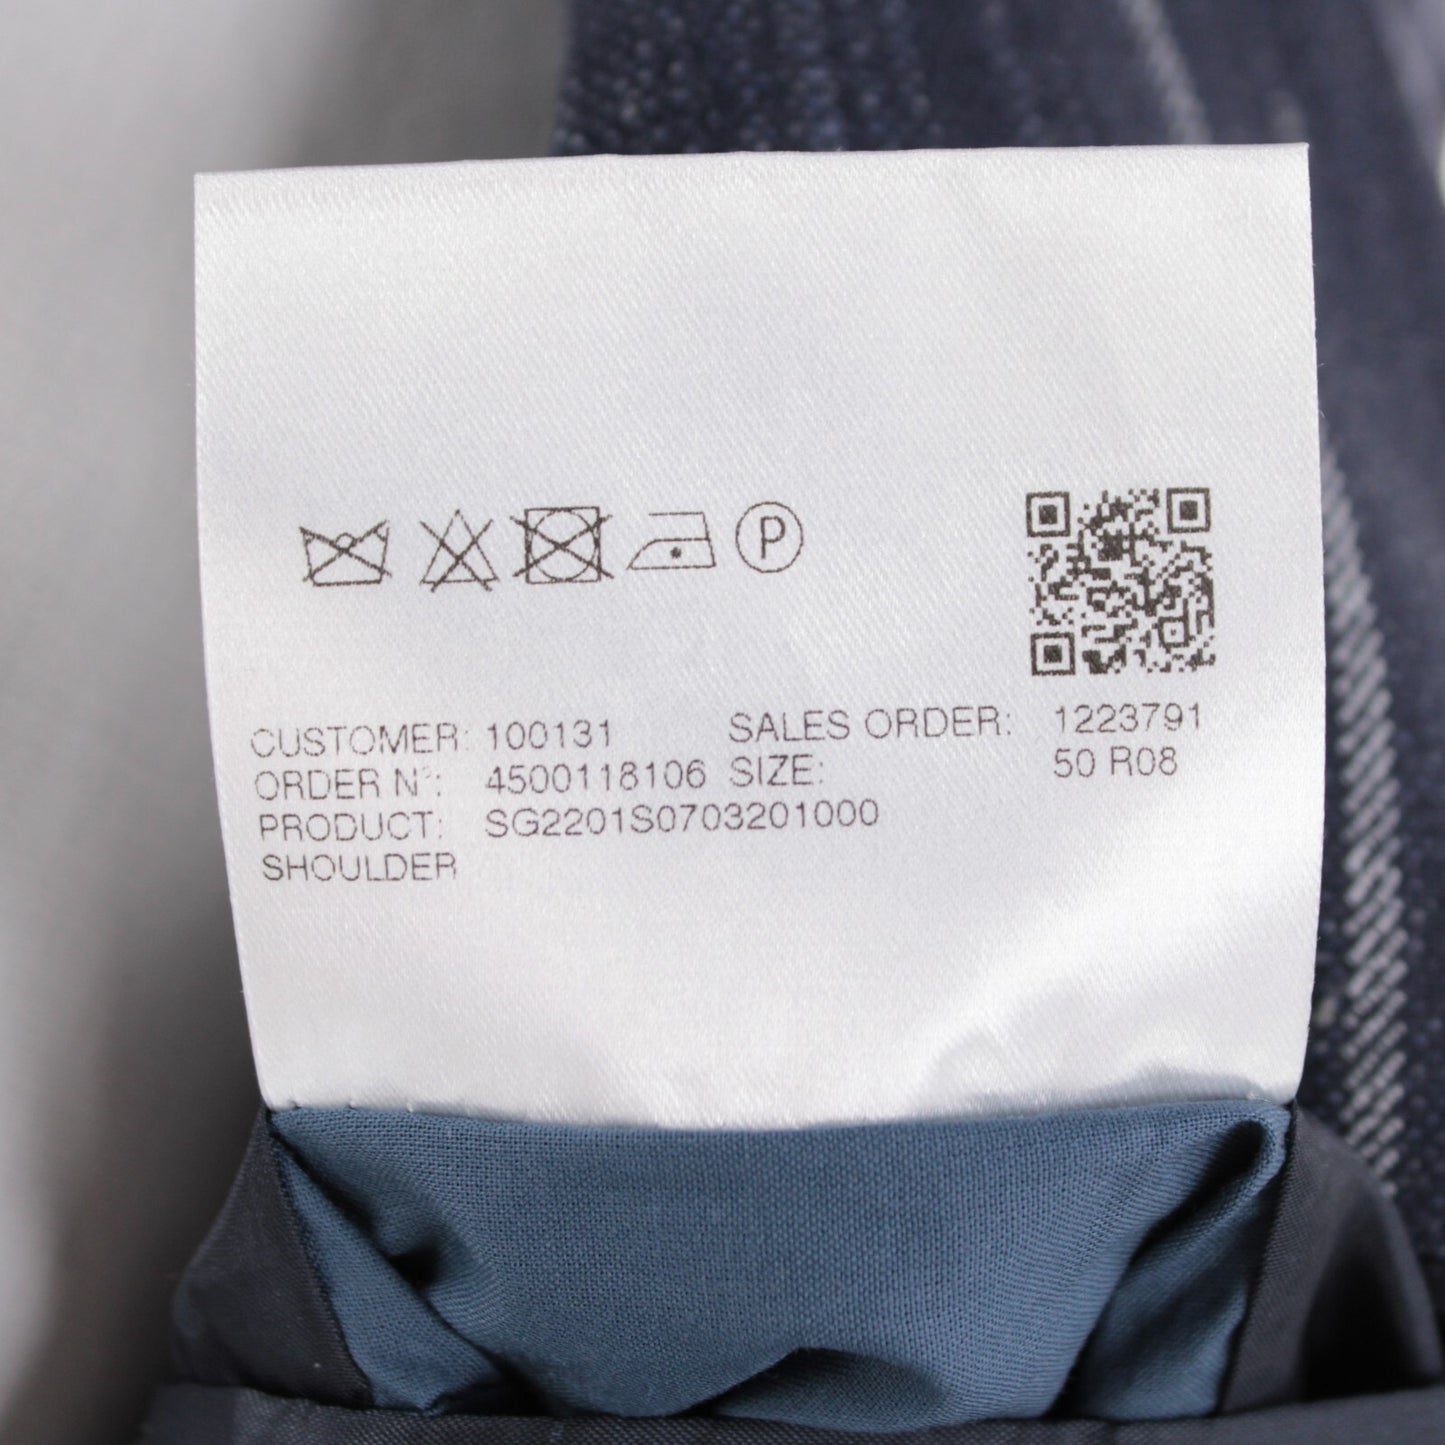 P
CUSTOMER: 100131 SALES ORDER: 1223791
ORDER N°: 4500118106 SIZE: 50 R08
PRODUCT: SG2201S0703201000
SHOULDER